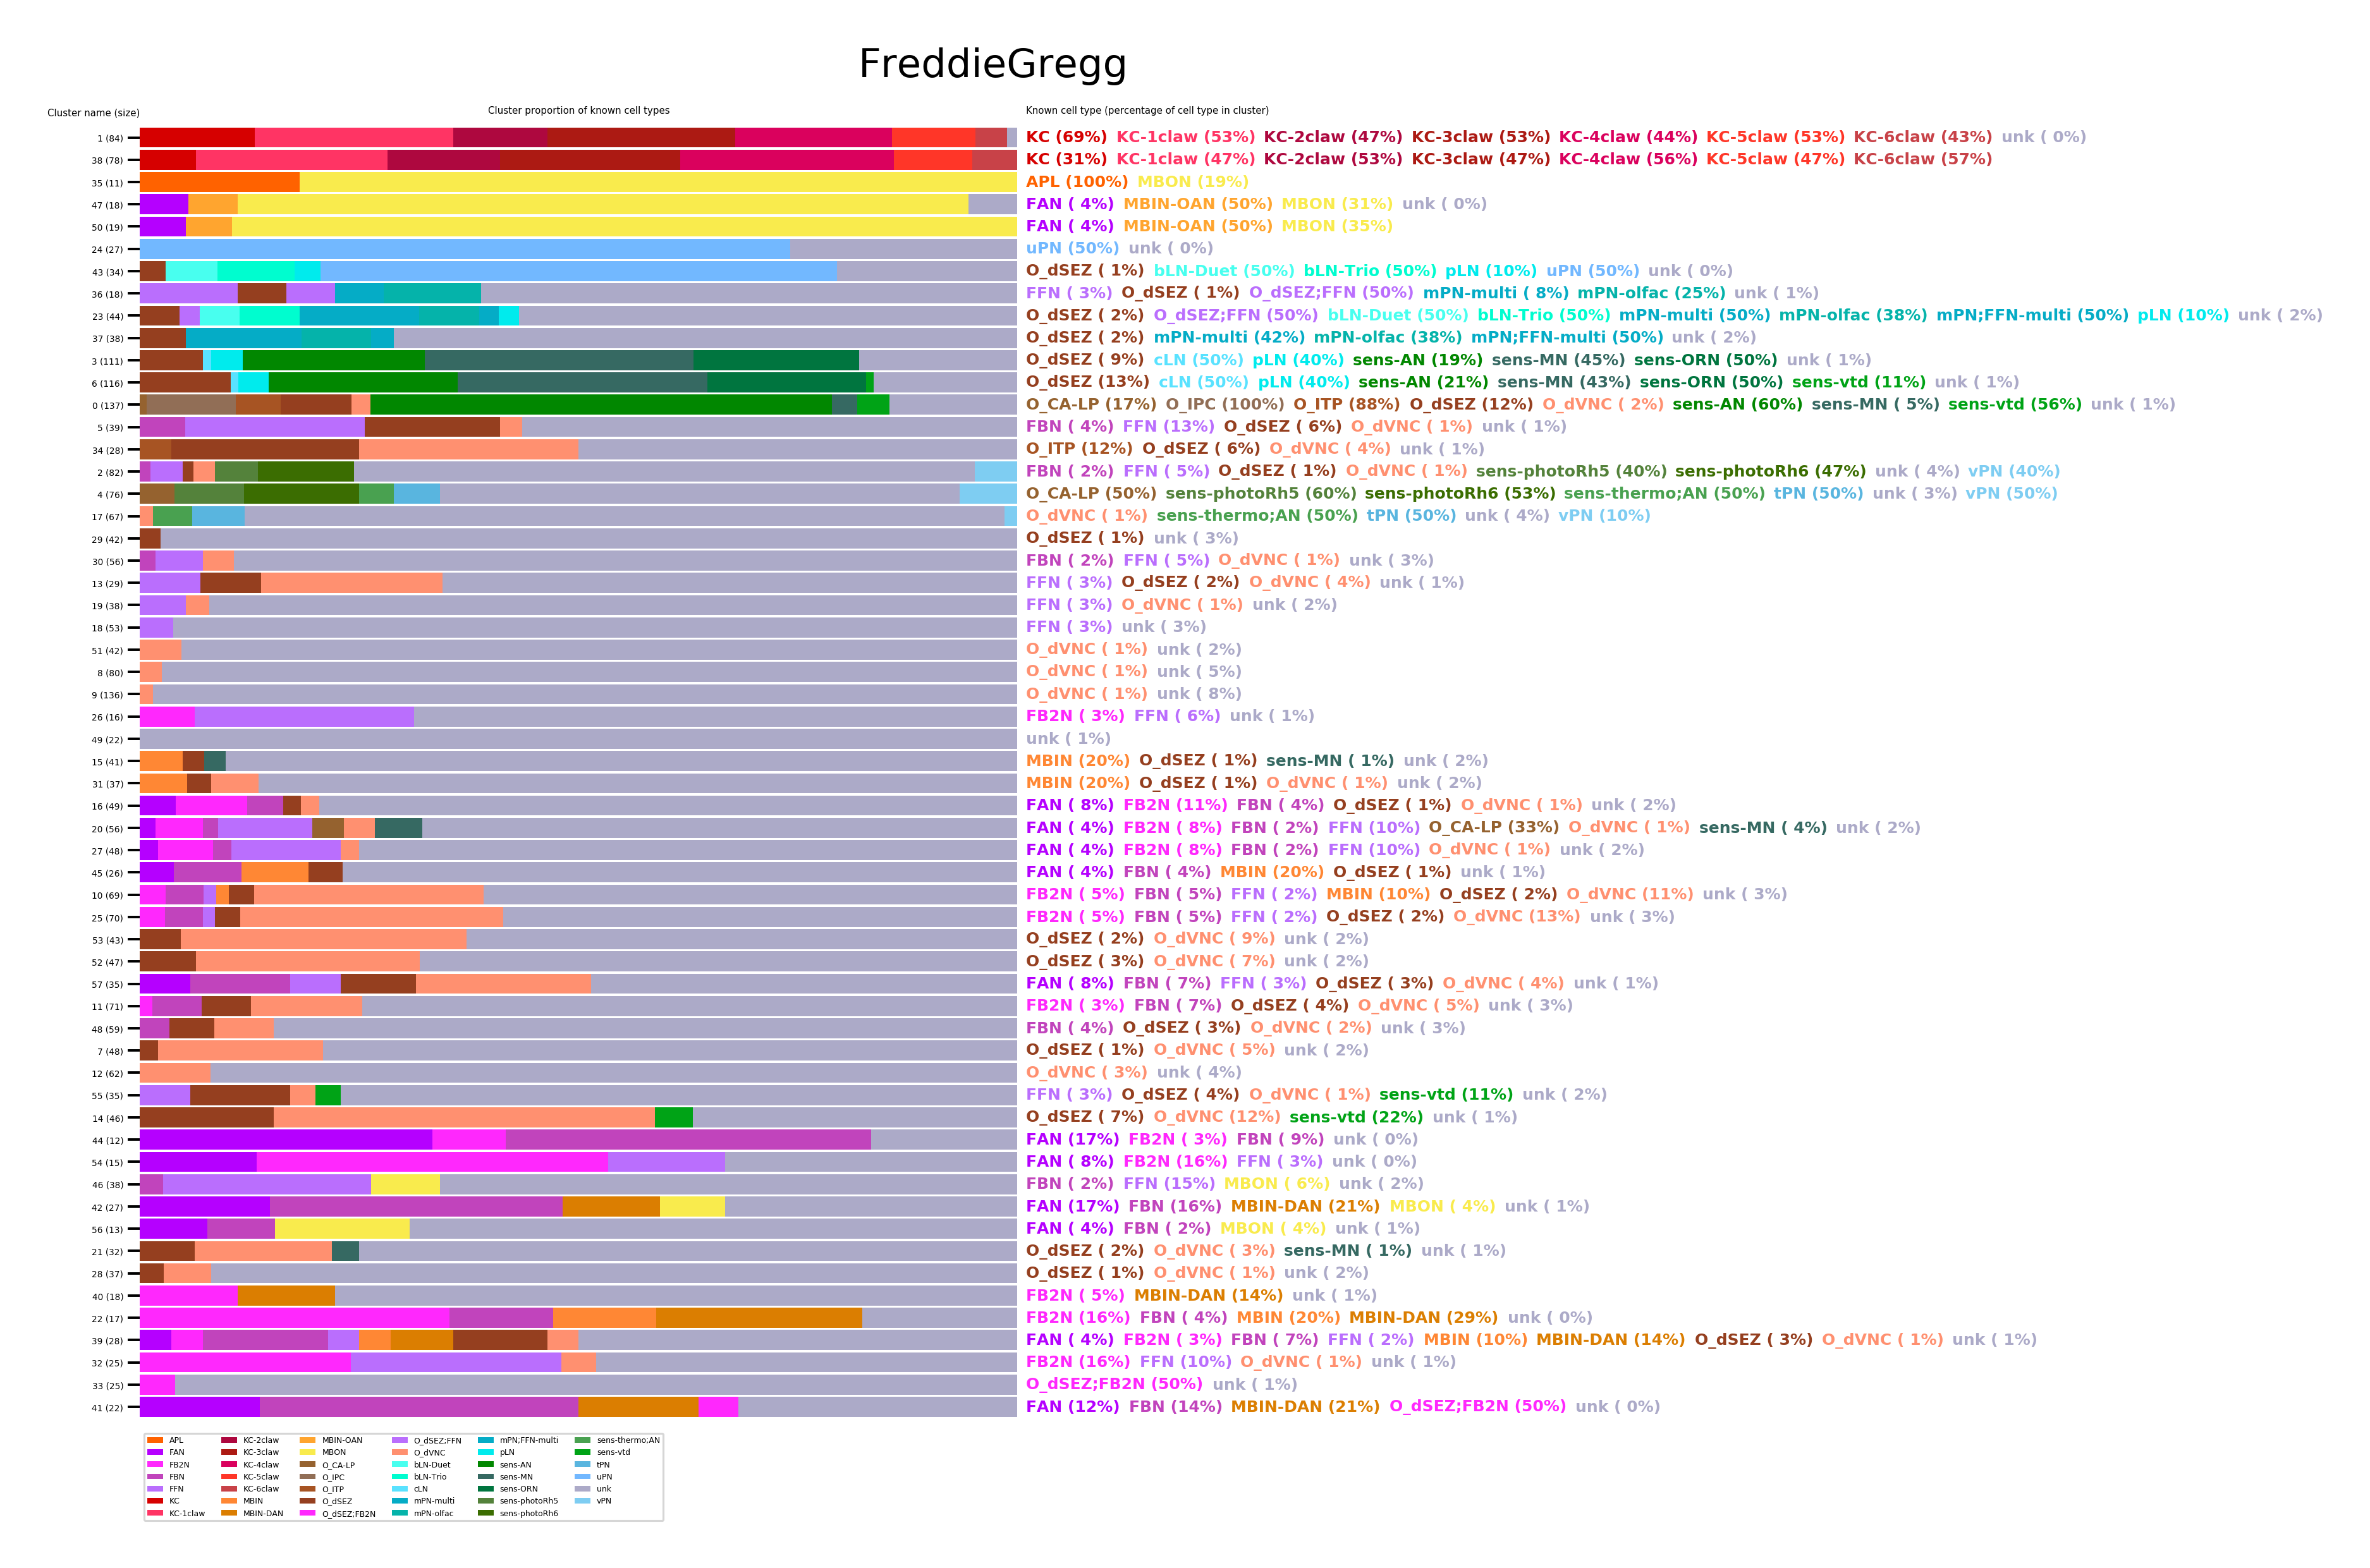 FreddieGregg
Cluster name (size) Cluster proportion of known cell types Known cell type (percentage of cell type in cluster)
1 (84) KC (69%) KC-1claw (53%) KC-2claw (47%) KC-3claw (53%) KC-4claw (44%) KC-5claw (53%) KC-6claw (43%) unk ( 0%)
38 (78) KC (31%) KC-1claw (47%) KC-2claw (53%) KC-3claw (47%) KC-4claw (56%) KC-5claw (47%) KC-6claw (57%)
35 (11) APL (100%) MBON (19%)
47 (18) FAN ( 4%) MBIN-OAN (50%) MBON (31%) unk ( 0%)
50 (19) FAN ( 4%) MBIN-OAN (50%) MBON (35%)
24 (27) uPN (50%) unk ( 0%)
43 (34) O_dSEZ ( 1%) bLN-Duet (50%) bLN-Trio (50%) pLN (10%) uPN (50%) unk ( 0%)
36 (18) FFN ( 3%) O_dSEZ ( 1%) O_dSEZ;FFN (50%) mPN-multi ( 8%) mPN-olfac (25%) unk ( 1%)
23 (44) O_dSEZ ( 2%) O_dSEZ;FFN (50%) bLN-Duet (50%) bLN-Trio (50%) mPN-multi (50%) mPN-olfac (38%) mPN;FFN-multi (50%) pLN (10%) unk ( 2%)
37 (38) O_dSEZ ( 2%) mPN-multi (42%) mPN-olfac (38%) mPN;FFN-multi (50%) unk ( 2%)
3 (111) O_dSEZ ( 9%) cLN (50%) pLN (40%) sens-AN (19%) sens-MN (45%) sens-ORN (50%) unk ( 1%)
6 (116) O_dSEZ (13%) cLN (50%) pLN (40%) sens-AN (21%) sens-MN (43%) sens-ORN (50%) sens-vtd (11%) unk ( 1%)
0 (137) O_CA-LP (17%) O_IPC (100%) O_ITP (88%) O_dSEZ (12%) O_dVNC ( 2%) sens-AN (60%) sens-MN ( 5%) sens-vtd (56%) unk ( 1%)
5 (39) FBN ( 4%) FFN (13%) O_dSEZ ( 6%) O_dVNC ( 1%) unk ( 1%)
34 (28) O_ITP (12%) O_dSEZ ( 6%) O_dVNC ( 4%) unk ( 1%)
2 (82) FBN ( 2%) FFN ( 5%) O_dSEZ ( 1%) O_dVNC ( 1%) sens-photoRh5 (40%) sens-photoRh6 (47%) unk ( 4%) vPN (40%)
4 (76) O_CA-LP (50%) sens-photoRh5 (60%) sens-photoRh6 (53%) sens-thermo;AN (50%) tPN (50%) unk ( 3%) vPN (50%)
17 (67) O_dVNC ( 1%) sens-thermo;AN (50%) tPN (50%) unk ( 4%) vPN (10%)
29 (42) O_dSEZ ( 1%) unk ( 3%)
30 (56) FBN ( 2%) FFN ( 5%) O_dVNC ( 1%) unk ( 3%)
13 (29) FFN ( 3%) O_dSEZ ( 2%) O_dVNC ( 4%) unk ( 1%)
19 (38) FFN ( 3%) O_dVNC ( 1%) unk ( 2%)
18 (53) FFN ( 3%) unk ( 3%)
51 (42) O_dVNC ( 1%) unk ( 2%)
8 (80) O_dVNC ( 1%) unk ( 5%)
9 (136) O_dVNC ( 1%) unk ( 8%)
26 (16) FB2N ( 3%) FFN ( 6%) unk ( 1%)
49 (22) unk ( 1%)
15 (41) MBIN (20%) O_dSEZ ( 1%) sens-MN ( 1%) unk ( 2%)
31 (37) MBIN (20%) O_dSEZ ( 1%) O_dVNC ( 1%) unk ( 2%)
16 (49) FAN ( 8%) FB2N (11%) FBN ( 4%) O_dSEZ ( 1%) O_dVNC ( 1%) unk ( 2%)
20 (56) FAN ( 4%) FB2N ( 8%) FBN ( 2%) FFN (10%) O_CA-LP (33%) O_dVNC ( 1%) sens-MN ( 4%) unk ( 2%)
27 (48) FAN ( 4%) FB2N ( 8%) FBN ( 2%) FFN (10%) O_dVNC ( 1%) unk ( 2%)
45 (26) FAN ( 4%) FBN ( 4%) MBIN (20%) O_dSEZ ( 1%) unk ( 1%)
10 (69) FB2N ( 5%) FBN ( 5%) FFN ( 2%) MBIN (10%) O_dSEZ ( 2%) O_dVNC (11%) unk ( 3%)
25 (70) FB2N ( 5%) FBN ( 5%) FFN ( 2%) O_dSEZ ( 2%) O_dVNC (13%) unk ( 3%)
53 (43) O_dSEZ ( 2%) O_dVNC ( 9%) unk ( 2%)
52 (47) O_dSEZ ( 3%) O_dVNC ( 7%) unk ( 2%)
57 (35) FAN ( 8%) FBN ( 7%) FFN ( 3%) O_dSEZ ( 3%) O_dVNC ( 4%) unk ( 1%)
11 (71) FB2N ( 3%) FBN ( 7%) O_dSEZ ( 4%) O_dVNC ( 5%) unk ( 3%)
48 (59) FBN ( 4%) O_dSEZ ( 3%) O_dVNC ( 2%) unk ( 3%)
7 (48) O_dSEZ ( 1%) O_dVNC ( 5%) unk ( 2%)
12 (62) O_dVNC ( 3%) unk ( 4%)
55 (35) FFN ( 3%) O_dSEZ ( 4%) O_dVNC ( 1%) sens-vtd (11%) unk ( 2%)
14 (46) O_dSEZ ( 7%) O_dVNC (12%) sens-vtd (22%) unk ( 1%)
44 (12) FAN (17%) FB2N ( 3%) FBN ( 9%) unk ( 0%)
54 (15) FAN ( 8%) FB2N (16%) FFN ( 3%) unk ( 0%)
46 (38) FBN ( 2%) FFN (15%) MBON ( 6%) unk ( 2%)
42 (27) FAN (17%) FBN (16%) MBIN-DAN (21%) MBON ( 4%) unk ( 1%)
56 (13) FAN ( 4%) FBN ( 2%) MBON ( 4%) unk ( 1%)
21 (32) O_dSEZ ( 2%) O_dVNC ( 3%) sens-MN ( 1%) unk ( 1%)
28 (37) O_dSEZ ( 1%) O_dVNC ( 1%) unk ( 2%)
40 (18) FB2N ( 5%) MBIN-DAN (14%) unk ( 1%)
22 (17) FB2N (16%) FBN ( 4%) MBIN (20%) MBIN-DAN (29%) unk ( 0%)
39 (28) FAN ( 4%) FB2N ( 3%) FBN ( 7%) FFN ( 2%) MBIN (10%) MBIN-DAN (14%) O_dSEZ ( 3%) O_dVNC ( 1%) unk ( 1%)
32 (25) FB2N (16%) FFN (10%) O_dVNC ( 1%) unk ( 1%)
33 (25) O_dSEZ;FB2N (50%) unk ( 1%)
41 (22) FAN (12%) FBN (14%) MBIN-DAN (21%) O_dSEZ;FB2N (50%) unk ( 0%)
APL KC-2claw MBIN-OAN O_dSEZ;FFN mPN;FFN-multi sens-thermo;AN
FAN KC-3claw MBON O_dVNC pLN sens-vtd
FB2N KC-4claw O_CA-LP bLN-Duet sens-AN tPN
FBN KC-5claw O_IPC bLN-Trio sens-MN uPN
FFN KC-6claw O_ITP cLN sens-ORN unk
KC MBIN O_dSEZ mPN-multi sens-photoRh5 vPN
KC-1claw MBIN-DAN O_dSEZ;FB2N mPN-olfac sens-photoRh6